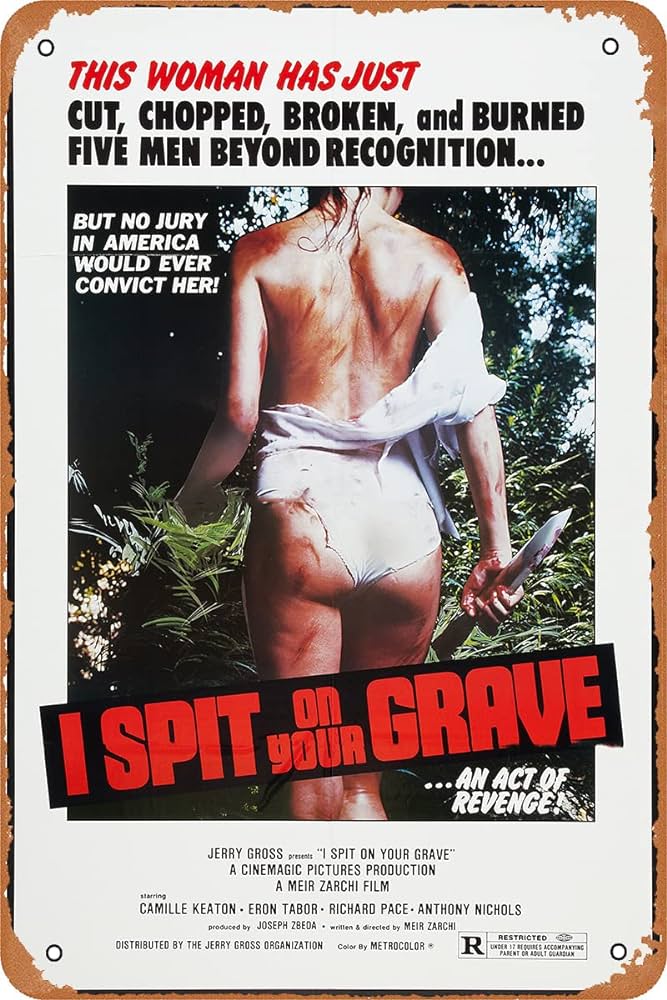 THIS WOMAN HAS JUST
CUT, CHOPPED, BROKEN, and BURNED
FIVE MEN BEYOND RECOGNITION...
BUT NO JURY
IN AMERICA
WOULD EVER
CONVICT HER!
I SPIT ON YOUR GRAVE
...AN ACT OF
REVENGE!
JERRY GROSS presents "I SPIT ON YOUR GRAVE"
A CINEMAGIC PICTURES PRODUCTION
A MEIR ZARCHI FILM
starring
CAMILLE KEATON • ERON TABOR • RICHARD PACE • ANTHONY NICHOLS
produced by JOSEPH ZBEDA • written & directed by MEIR ZARCHI
DISTRIBUTED BY THE JERRY GROSS ORGANIZATION Color By METROCOLOR ®
R RESTRICTED
UNDER 17 REQUIRES ACCOMPANYING
PARENT OR ADULT GUARDIAN